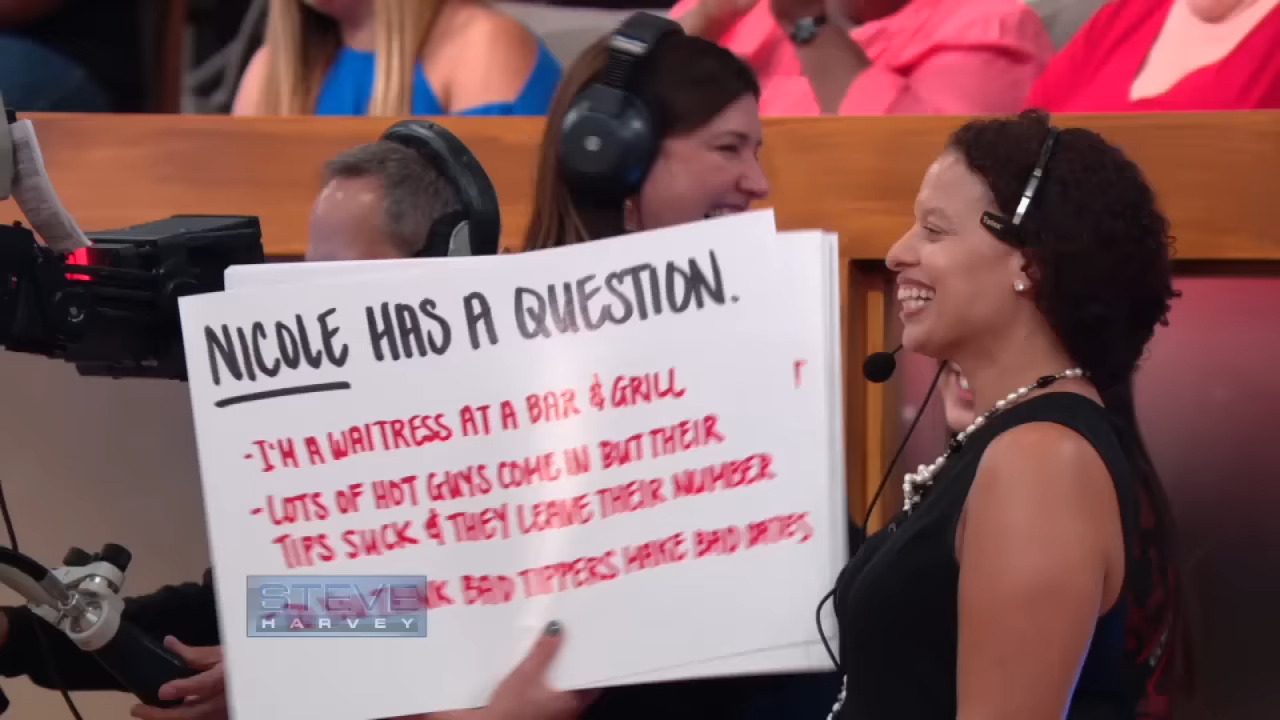 NICOLE HAS A QUESTION.
-I'M A WAITRESS AT A BAR & GRILL
-LOTS OF HOT GUYS COME IN BUT THEIR
TIPS SUCK & THEY LEAVE THEIR NUMBER
BAD TIPPERS MAKE BAD DATES
STEVE
HARVEY